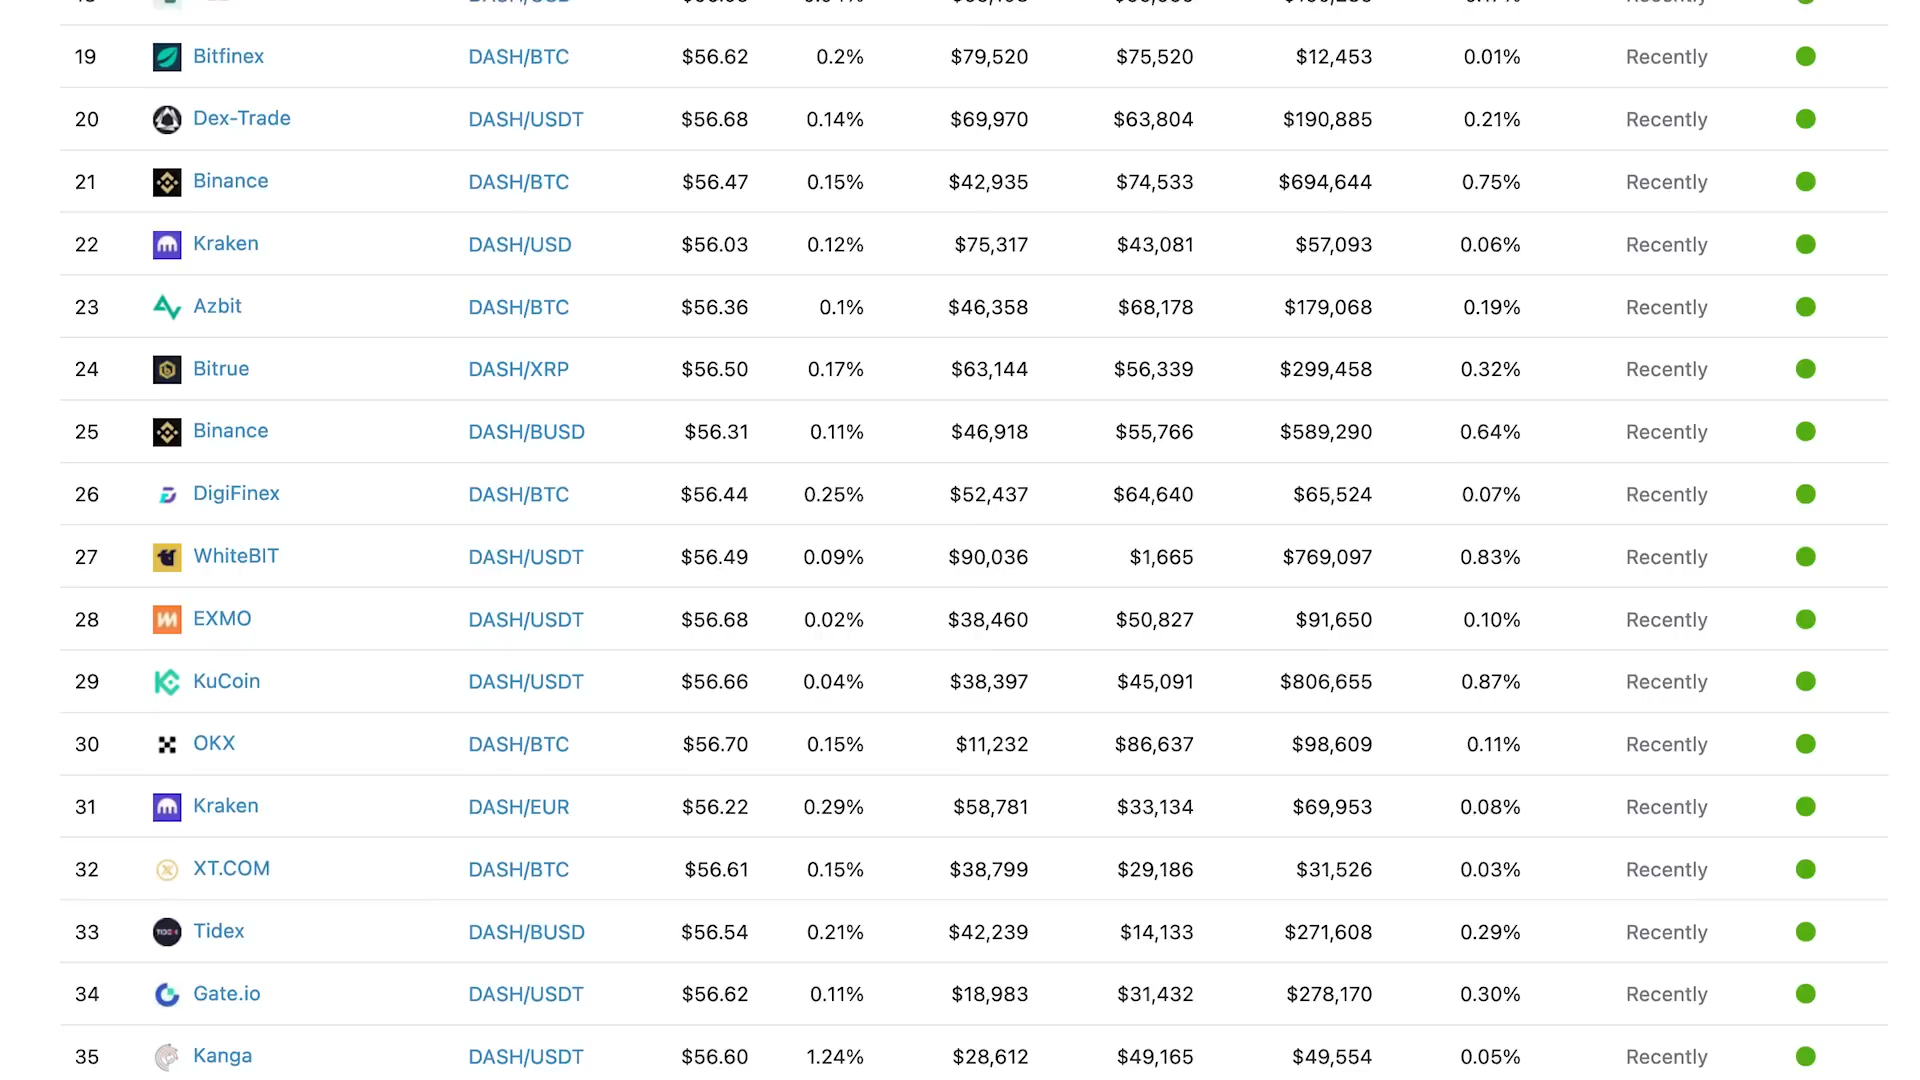 19 Bitfinex DASH/BTC $56.62 0.2% $79,520 $75,520 $12,453 0.01% Recently
20 Dex-Trade DASH/USDT $56.68 0.14% $69,970 $63,804 $190,885 0.21% Recently
21 Binance DASH/BTC $56.47 0.15% $42,935 $74,533 $694,644 0.75% Recently
22 Kraken DASH/USD $56.03 0.12% $75,317 $43,081 $57,093 0.06% Recently
23 Azbit DASH/BTC $56.36 0.1% $46,358 $68,178 $179,068 0.19% Recently
24 Bitrue DASH/XRP $56.50 0.17% $63,144 $56,339 $299,458 0.32% Recently
25 Binance DASH/BUSD $56.31 0.11% $46,918 $55,766 $589,290 0.64% Recently
26 DigiFinex DASH/BTC $56.44 0.25% $52,437 $64,640 $65,524 0.07% Recently
27 WhiteBIT DASH/USDT $56.49 0.09% $90,036 $1,665 $769,097 0.83% Recently
28 EXMO DASH/USDT $56.68 0.02% $38,460 $50,827 $91,650 0.10% Recently
29 KuCoin DASH/USDT $56.66 0.04% $38,397 $45,091 $806,655 0.87% Recently
30 OKX DASH/BTC $56.70 0.15% $11,232 $86,637 $98,609 0.11% Recently
31 Kraken DASH/EUR $56.22 0.29% $58,781 $33,134 $69,953 0.08% Recently
32 XT.COM DASH/BTC $56.61 0.15% $38,799 $29,186 $31,526 0.03% Recently
33 Tidex DASH/BUSD $56.54 0.21% $42,239 $14,133 $271,608 0.29% Recently
34 Gate.io DASH/USDT $56.62 0.11% $18,983 $31,432 $278,170 0.30% Recently
35 Kanga DASH/USDT $56.60 1.24% $28,612 $49,165 $49,554 0.05% Recently